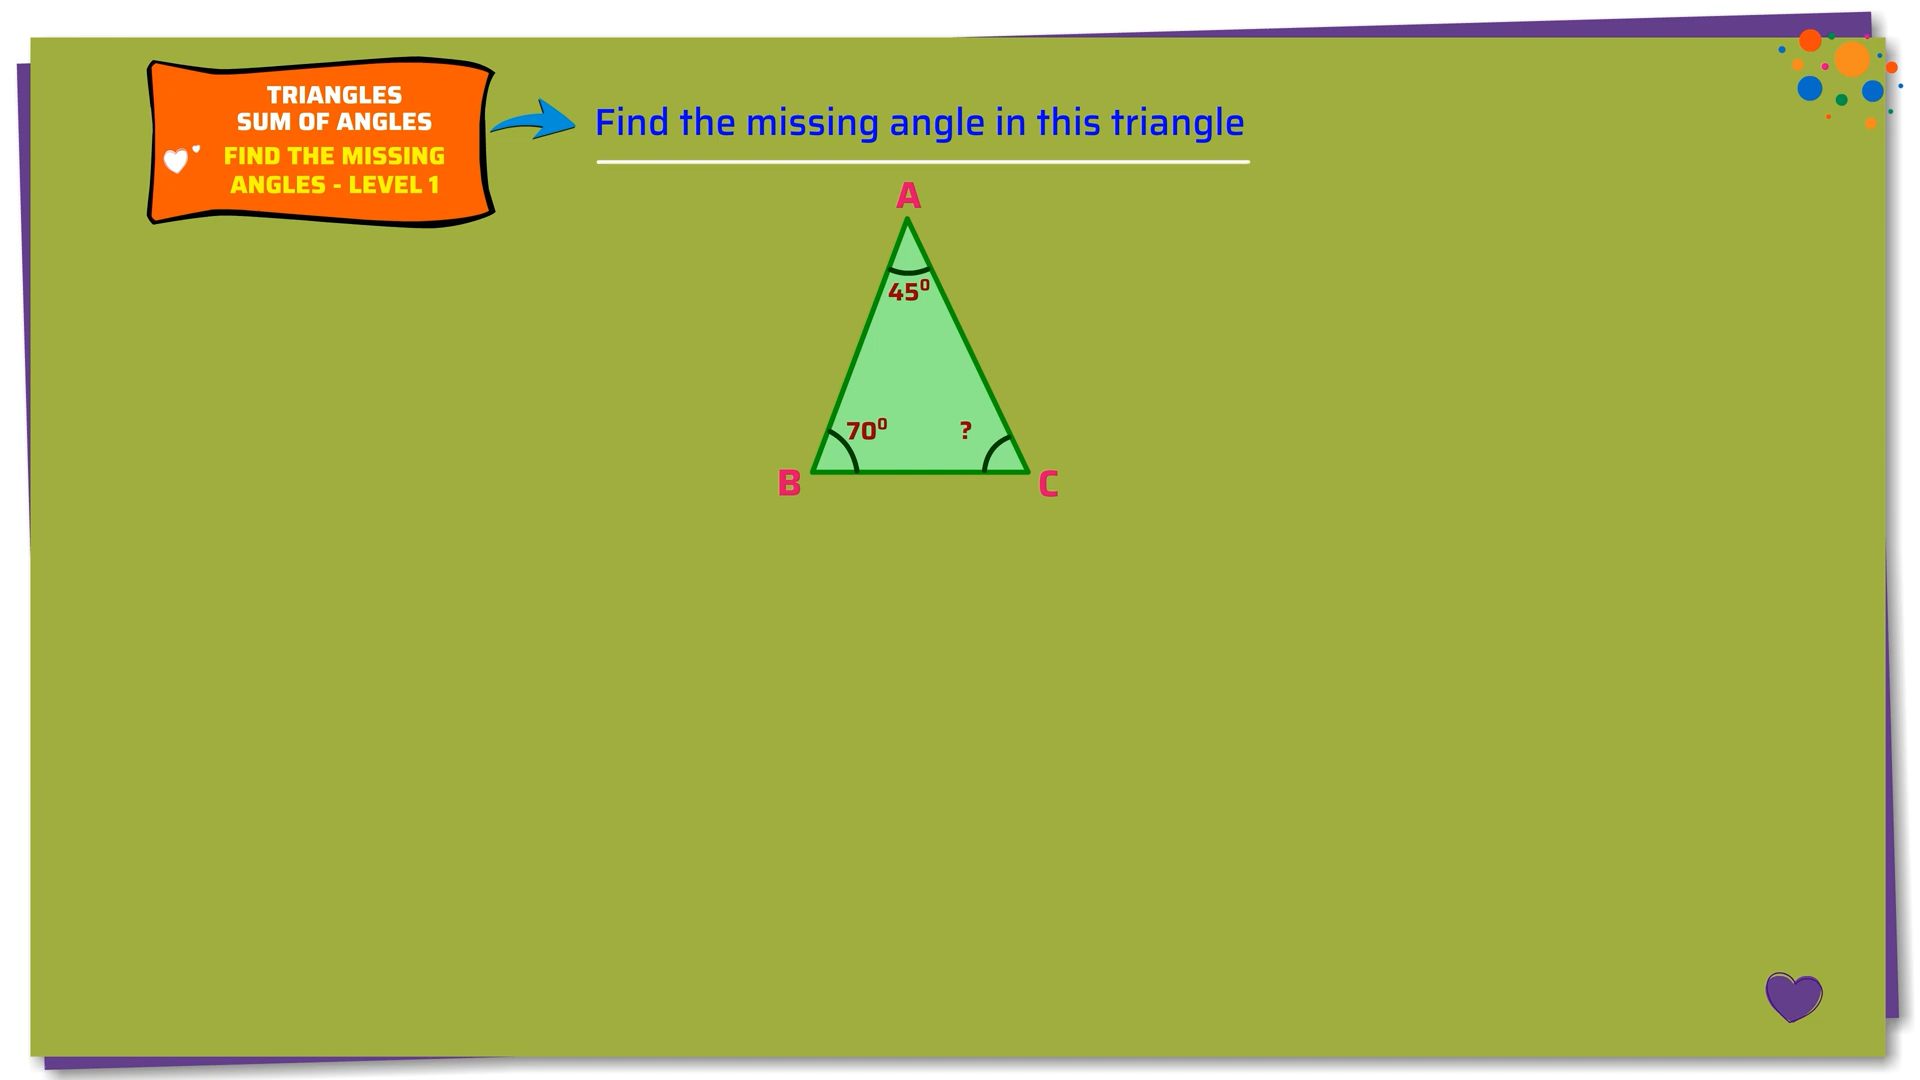 TRIANGLES
SUM OF ANGLES
FIND THE MISSING
ANGLES - LEVEL 1
Find the missing angle in this triangle
A
45⁰
70⁰
?
B
C